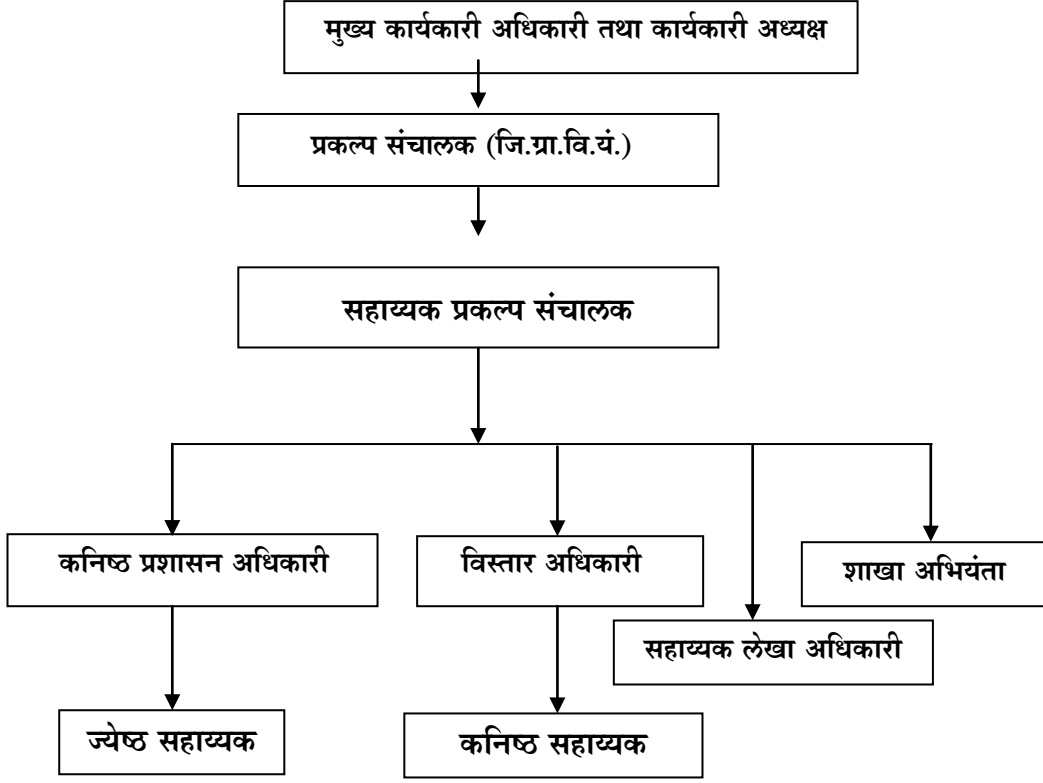 मुख्य कार्यकारी अधिकारी तथा कार्यकारी अध्यक्ष
प्रकल्प संचालक (जि.ग्रा.वि.यं.)
सहाय्यक प्रकल्प संचालक
कनिष्ठ प्रशासन अधिकारी
विस्तार अधिकारी
शाखा अभियंता
सहाय्यक लेखा अधिकारी
ज्येष्ठ सहाय्यक
कनिष्ठ सहाय्यक